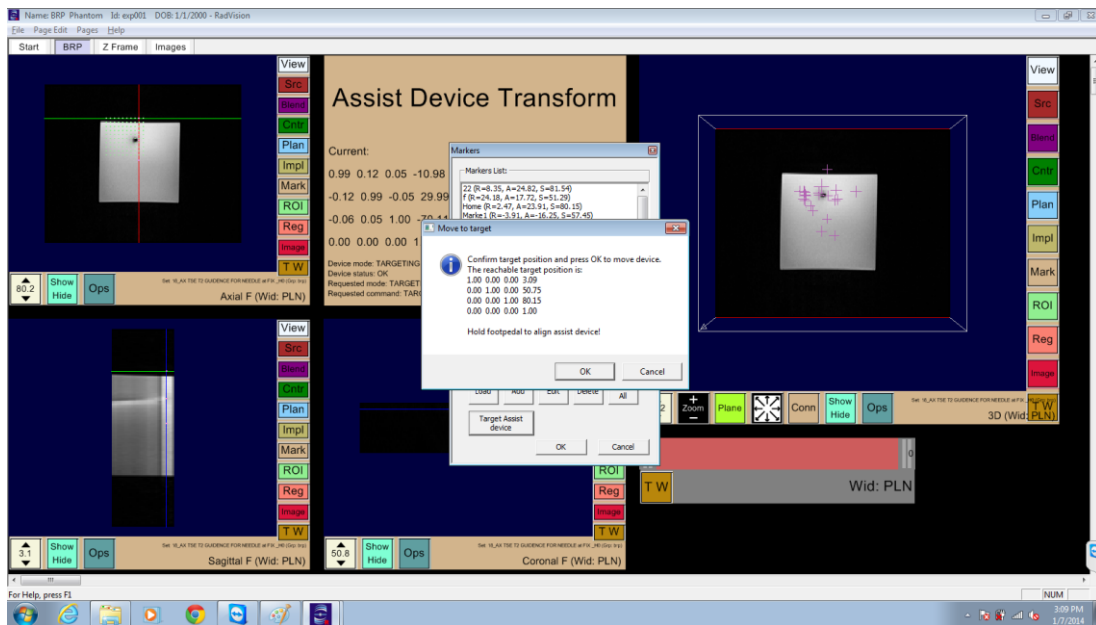 Name: BRP Phantom Id: exp001 DOB: 1/1/2000 - RadVision
File Page Edit Pages Help
Start BRP Z Frame Images
View
Src
Blend
Cntr
Plan
Impl
Mark
ROI
Reg
Image
T W
80.2
Show
Hide
Ops
Axial F (Wid: PLN)
Assist Device Transform
Current:
0.99 0.12 0.05 -10.98
-0.12 0.99 -0.05 29.99
-0.06 0.05 1.00
0.00 0.00 0.00 1
Device mode: TARGETING
Device status: OK
Requested mode: TARGET
Requested command: TARG
Markers
Markers List:
22 (R=8.35, A=24.82, S=81.54)
f (R=24.18, A=17.72, S=51.29)
Home (R=2.47, A=23.91, S=80.15)
Marke1 (R=-3.91, A=-16.25, S=57.45)
Move to target
Confirm target position and press OK to move device.
The reachable target position is:
1.00 0.00 0.00 3.09
0.00 1.00 0.00 50.75
0.00 0.00 1.00 80.15
0.00 0.00 0.00 1.00
Hold footpedal to align assist device!
OK Cancel
Load Add Edit Delete All
Target Assist
device
OK Cancel
View
Src
Blend
Cntr
Plan
Impl
Mark
ROI
Reg
Image
T W
2
Zoom
Plane
Conn
Show
Hide
Ops
3D (Wid: PLN)
T W
Wid: PLN
0
View
Src
Blend
Cntr
Plan
Impl
Mark
ROI
Reg
Image
T W
3.1
Show
Hide
Ops
Sagittal F (Wid: PLN)
ROI
Reg
Image
T W
50.8
Show
Hide
Ops
Coronal F (Wid: PLN)
For Help, press F1
NUM
3:09 PM
1/7/2014